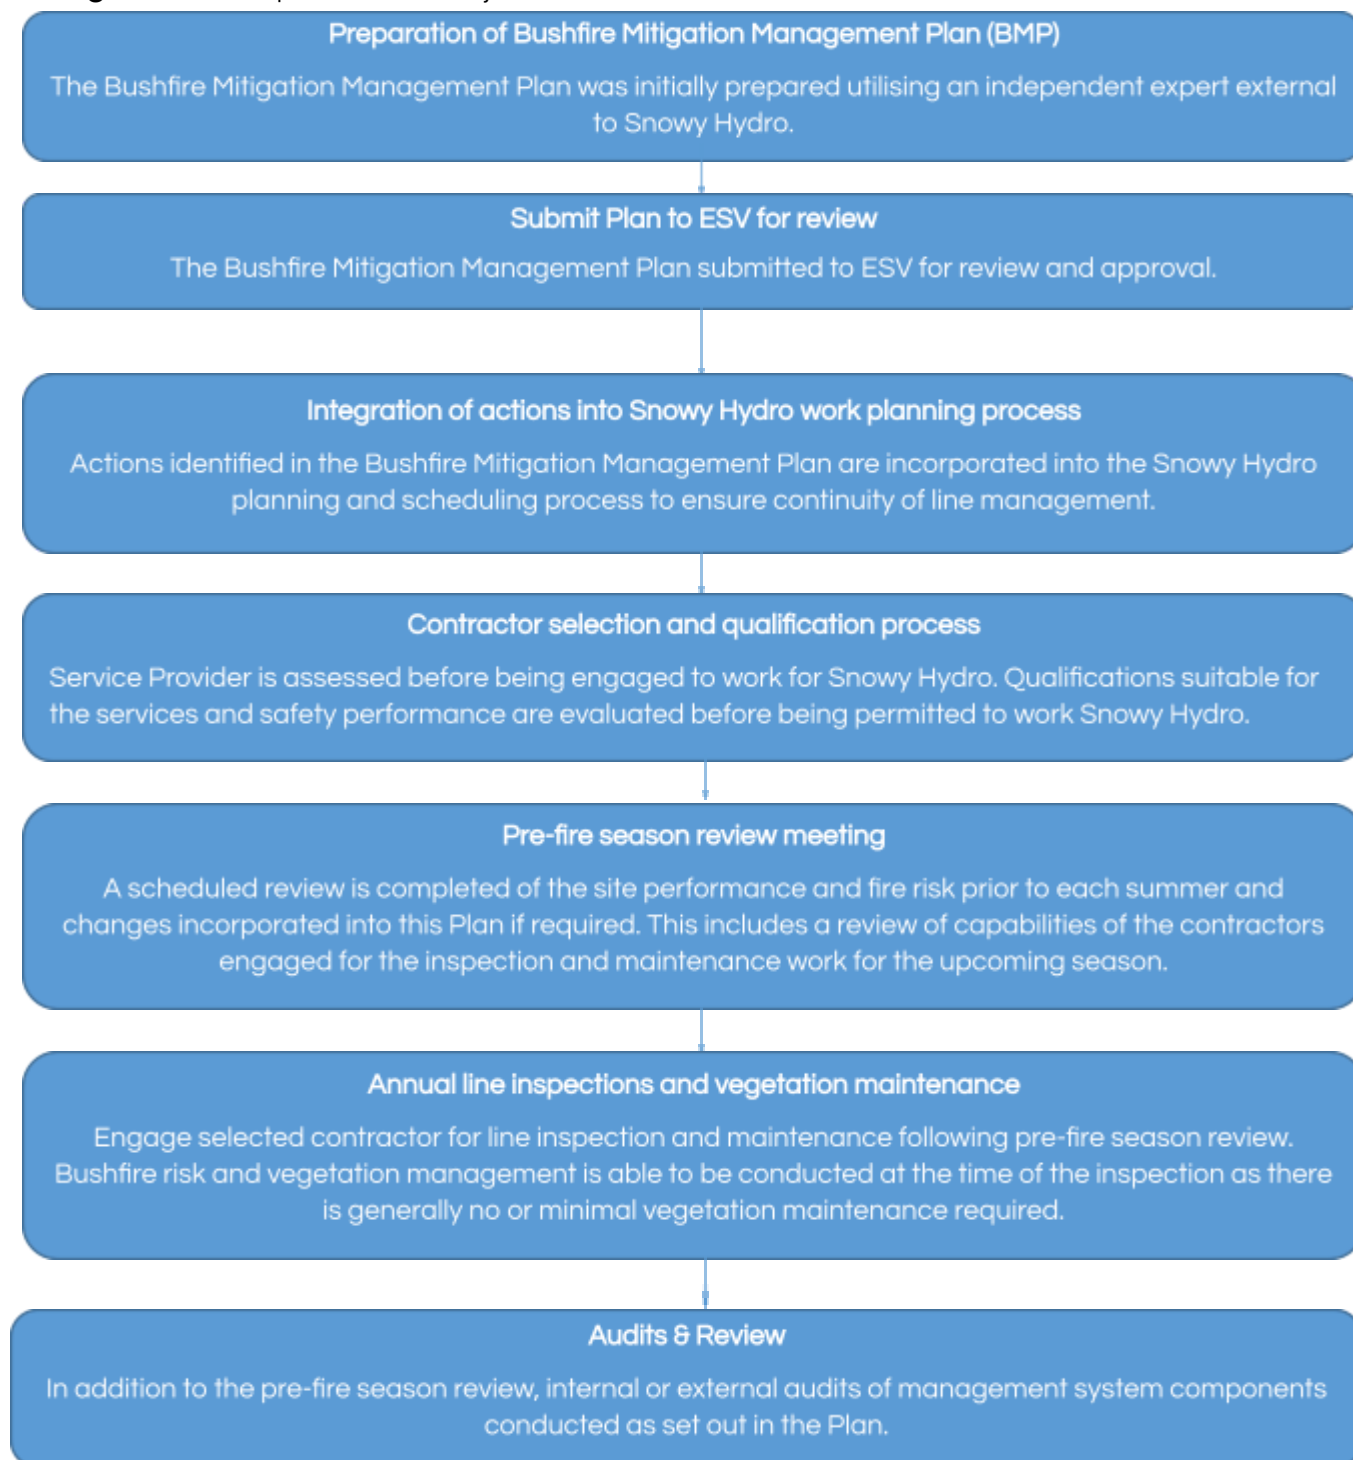 Preparation of Bushfire Mitigation Management Plan (BMP)
The Bushfire Mitigation Management Plan was initially prepared utilising an independent expert external
to Snowy Hydro.
Submit Plan to ESV for review
The Bushfire Mitigation Management Plan submitted to ESV for review and approval.
Integration of actions into Snowy Hydro work planning process
Actions identified in the Bushfire Mitigation Management Plan are incorporated into the Snowy Hydro
planning and scheduling process to ensure continuity of line management.
Contractor selection and qualification process
Service Provider is assessed before being engaged to work for Snowy Hydro. Qualifications suitable for
the services and safety performance are evaluated before being permitted to work Snowy Hydro.
Pre-fire season review meeting
A scheduled review is completed of the site performance and fire risk prior to each summer and
changes incorporated into this Plan if required. This includes a review of capabilities of the contractors
engaged for the inspection and maintenance work for the upcoming season.
Annual line inspections and vegetation maintenance
Engage selected contractor for line inspection and maintenance following pre-fire season review.
Bushfire risk and vegetation management is able to be conducted at the time of the inspection as there
is generally no or minimal vegetation maintenance required.
Audits & Review
In addition to the pre-fire season review, internal or external audits of management system components
conducted as set out in the Plan.